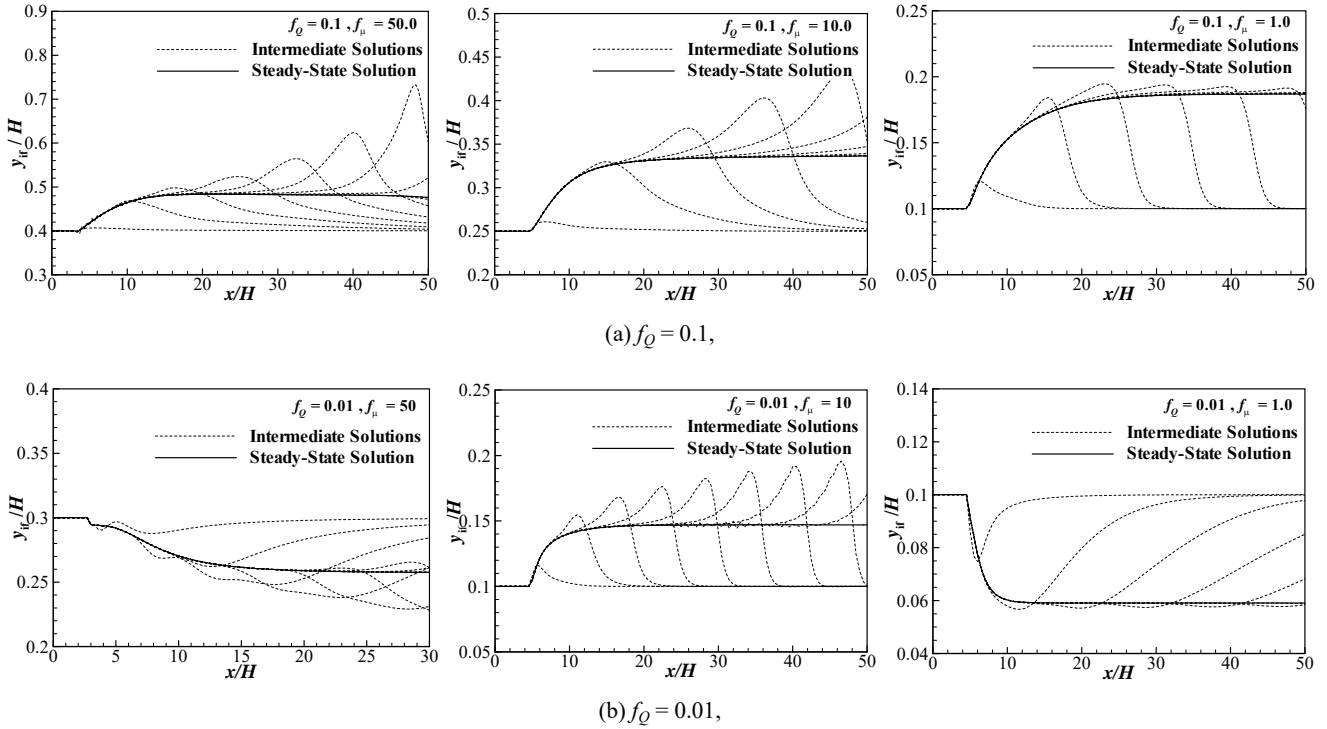 f_Q = 0.1 , f_μ = 50.0
Intermediate Solutions
Steady-State Solution
0.9
0.8
0.7
0.6
0.5
0.4
0.3
y_if / H
0 10 20 30 40 50
x/H
f_Q = 0.1 , f_μ = 10.0
Intermediate Solutions
Steady-State Solution
0.5
0.45
0.4
0.35
0.3
0.25
0.2
y_if / H
0 10 20 30 40 50
x/H
f_Q = 0.1 , f_μ = 1.0
Intermediate Solutions
Steady-State Solution
0.25
0.2
0.15
0.1
0.05
y_if / H
0 10 20 30 40 50
x/H
(a) f_Q = 0.1,
f_Q = 0.01 , f_μ = 50
Intermediate Solutions
Steady-State Solution
0.4
0.35
0.3
0.25
0.2
y_if /H
0 5 10 15 20 25 30
x/H
f_Q = 0.01 , f_μ = 10
Intermediate Solutions
Steady-State Solution
0.25
0.2
0.15
0.1
0.05
y_if /H
0 10 20 30 40 50
x/H
f_Q = 0.01 , f_μ = 1.0
Intermediate Solutions
Steady-State Solution
0.14
0.12
0.1
0.08
0.06
0.04
y_if /H
0 10 20 30 40 50
x/H
(b) f_Q = 0.01,